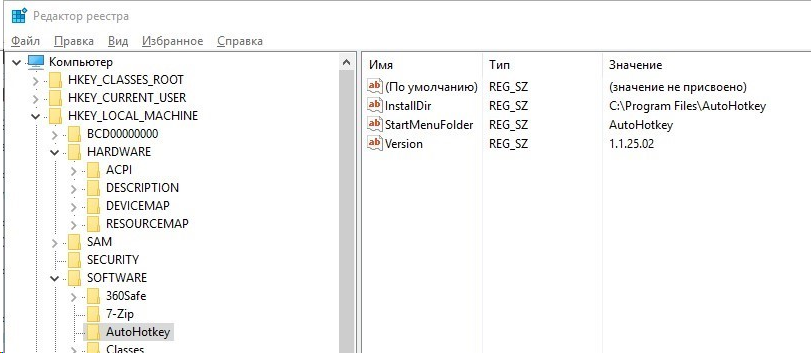 Редактор реестра
Файл Правка Вид Избранное Справка
Компьютер
HKEY_CLASSES_ROOT
HKEY_CURRENT_USER
HKEY_LOCAL_MACHINE
BCD00000000
HARDWARE
ACPI
DESCRIPTION
DEVICEMAP
RESOURCEMAP
SAM
SECURITY
SOFTWARE
360Safe
7-Zip
AutoHotkey
Classes
Имя Тип Значение
(По умолчанию) REG_SZ (значение не присвоено)
InstallDir REG_SZ C:\Program Files\AutoHotkey
StartMenuFolder REG_SZ AutoHotkey
Version REG_SZ 1.1.25.02